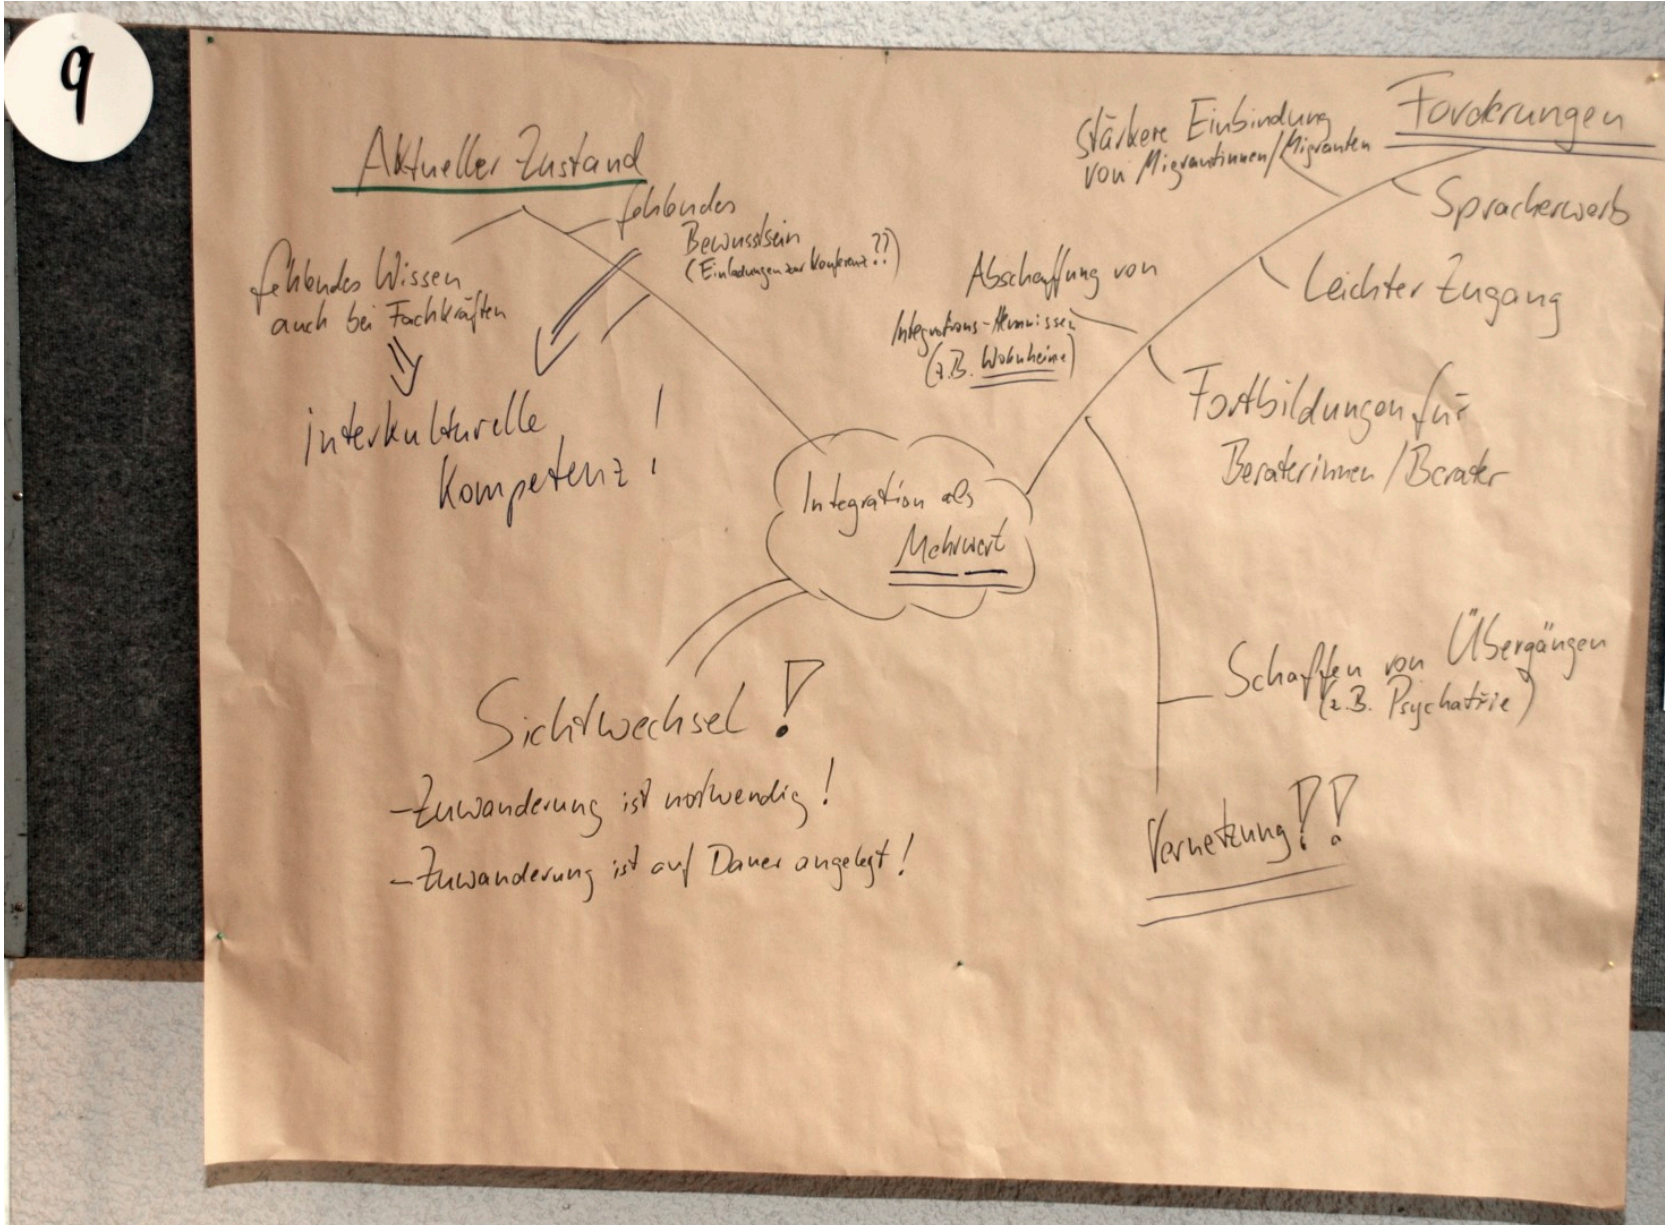 9
Aktueller Zustand
fehlendes Wissen
auch bei Fachkräften
fehlendes
Bewusstsein
(Einladungen zur Konferenz??)
interkulturelle
Kompetenz!
!
Integration als
Mehrwert
Sichtwechsel!
-Zuwanderung ist notwendig!
-Zuwanderung ist auf Dauer angelegt!
Forderungen
Stärkere Einbindung
von Migrantinnen/Migranten
Spracherwerb
Leichter Zugang
Abschaffung von
Integrations-Hemnisse
(z.B. Wohnheime)
Fortbildungen für
Beraterinnen/Berater
Schaffen von Übergängen
(z.B. Psychatrie)
Vernetzung!!